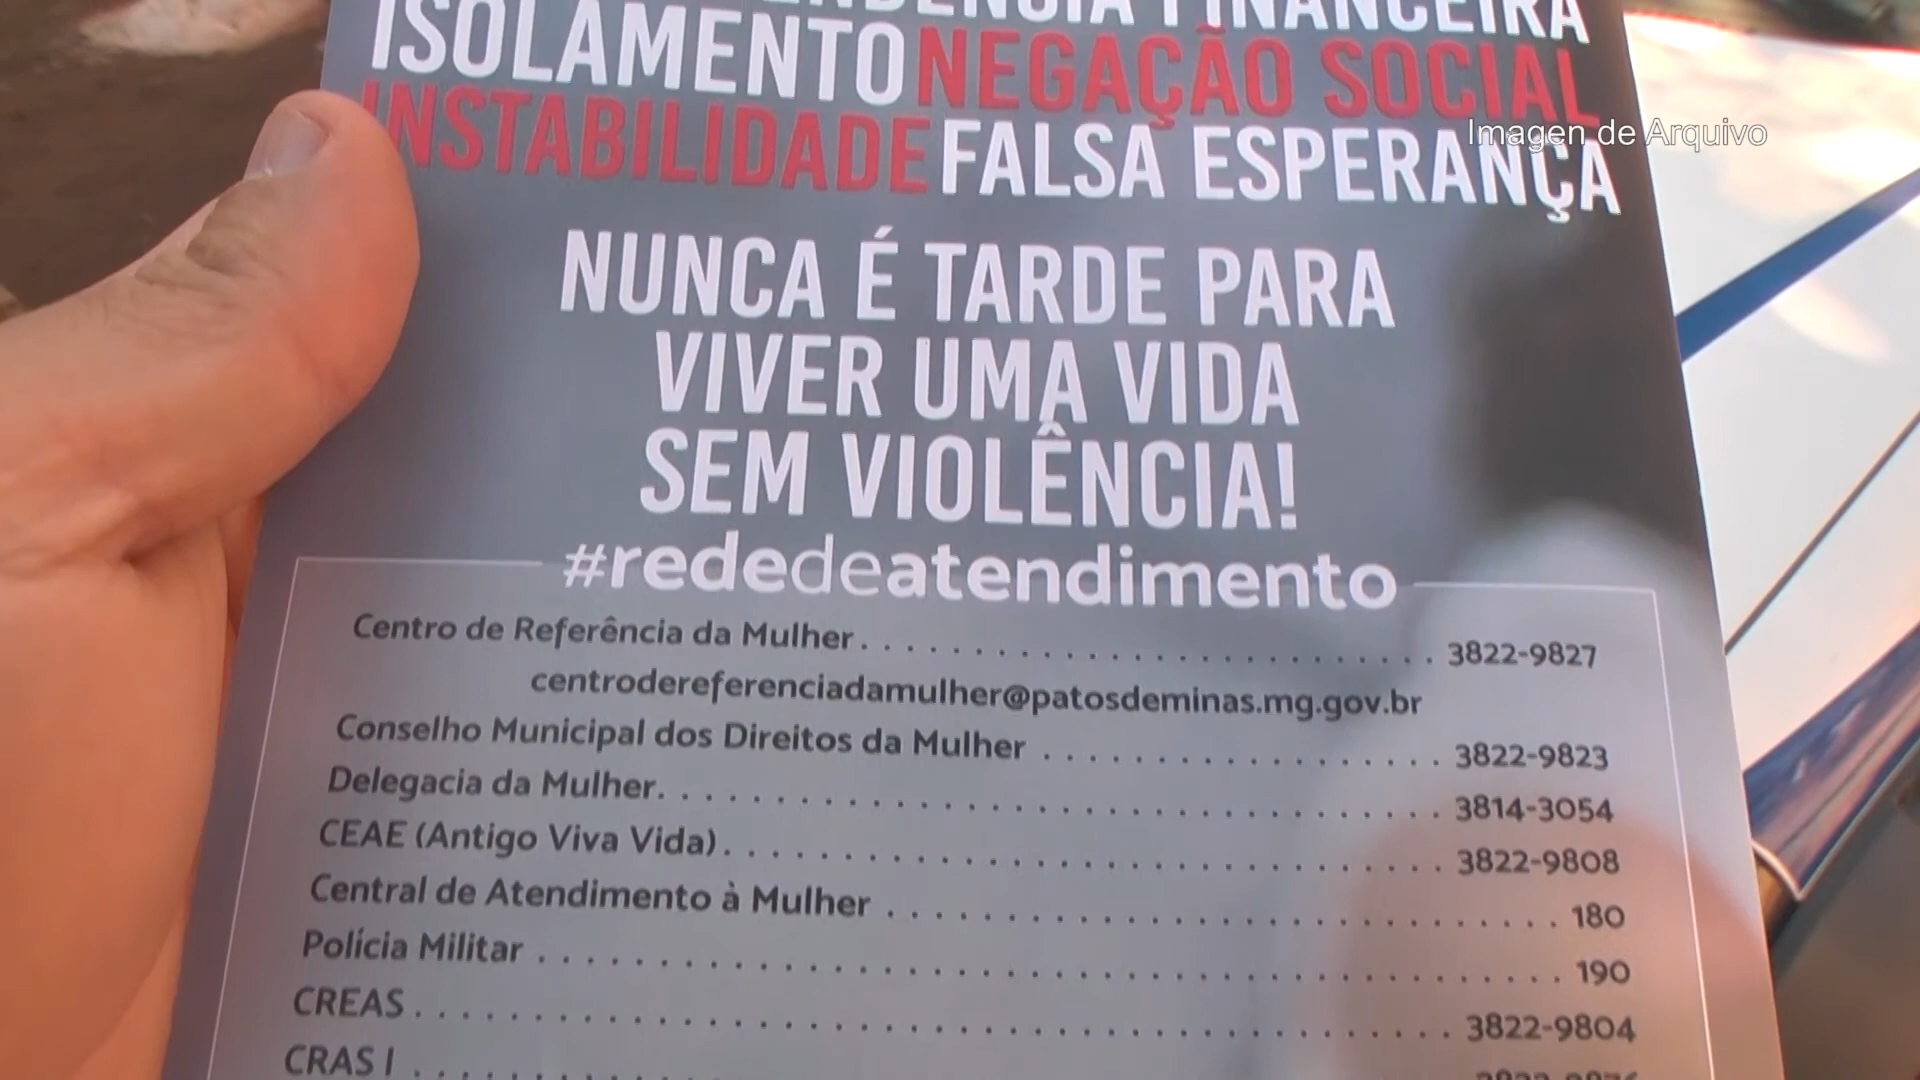 FINANCEIRA
ISOLAMENTO NEGAÇÃO SOCIAL
INSTABILIDADE FALSA ESPERANÇA
Imagen de Arquivo
NUNCA É TARDE PARA
VIVER UMA VIDA
SEM VIOLÊNCIA!
#rededeatendimento
Centro de Referência da Mulher. . . . . . . . . . . . . . . . . . . . . . . . . 3822-9827
centrodereferenciadamulher@patosdeminas.mg.gov.br
Conselho Municipal dos Direitos da Mulher . . . . . . . . . . . . . . . . . 3822-9823
Delegacia da Mulher. . . . . . . . . . . . . . . . . . . . . . . . . . . . . . . . . 3814-3054
CEAE (Antigo Viva Vida). . . . . . . . . . . . . . . . . . . . . . . . . . . . . . 3822-9808
Central de Atendimento à Mulher . . . . . . . . . . . . . . . . . . . . . . . . . . . . 180
Polícia Militar . . . . . . . . . . . . . . . . . . . . . . . . . . . . . . . . . . . . . . . . . . 190
CREAS . . . . . . . . . . . . . . . . . . . . . . . . . . . . . . . . . . . . . . . . . . . 3822-9804
CRAS I . . . . . .